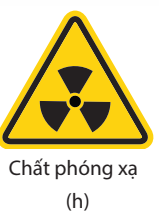 Chất phóng xạ
(h)